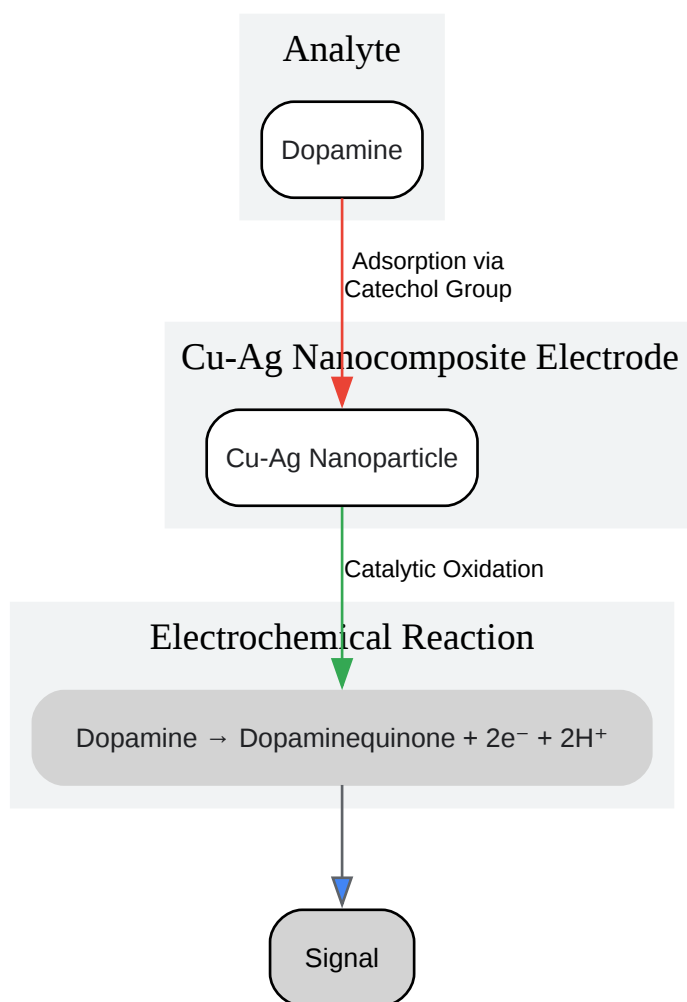 Analyte
Dopamine
Adsorption via
Catechol Group
Cu-Ag Nanocomposite Electrode
Cu-Ag Nanoparticle
Catalytic Oxidation
Electrochemical Reaction
Dopamine → Dopaminequinone + 2e⁻ + 2H⁺
Signal